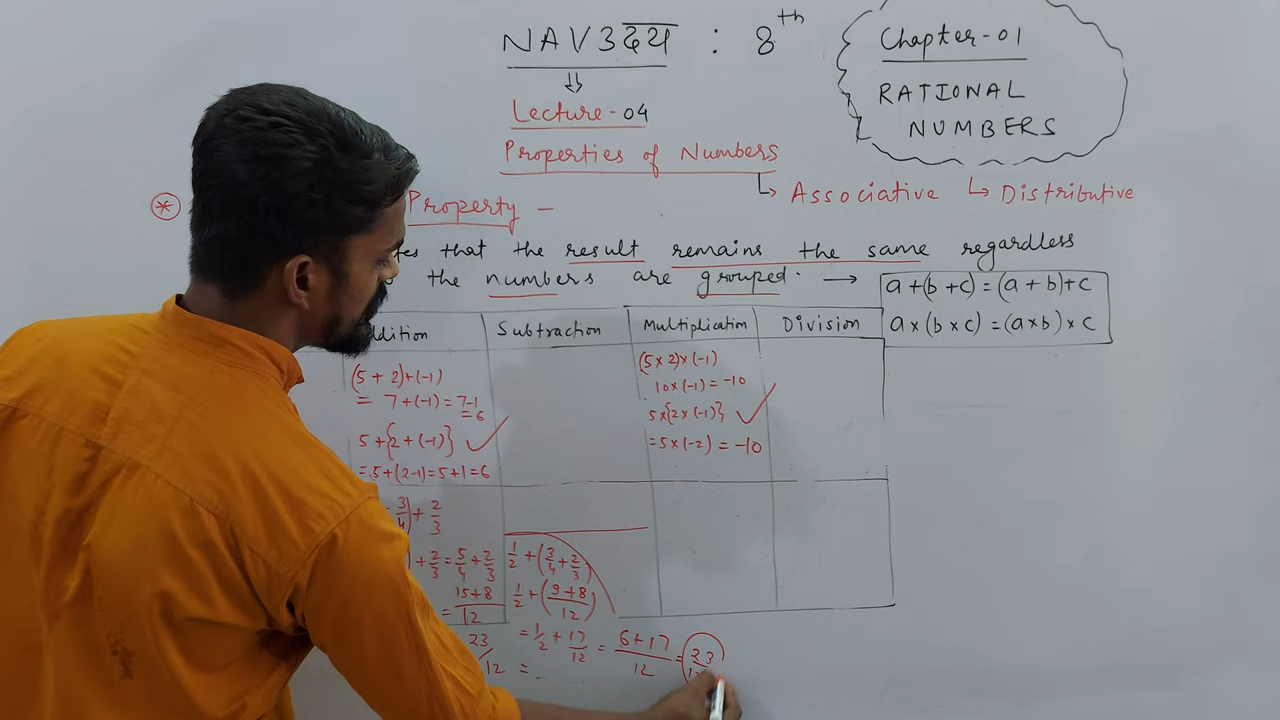 NAV3दय : 8th
Chapter-01
RATIONAL
NUMBERS
⇓
Lecture-04
Properties of Numbers
↳ Associative ↳ Distributive
* Property -
that the result remains the same regardless
the numbers are grouped. →
a+(b+c)=(a+b)+c
a×(b×c)=(a×b)×c
ddition Subtraction Multiplication Division
(5+2)+(-1)
= 7+(-1)=7-1
=6
5+{2+(-1)} ✓
=5+(2-1)=5+1=6
(5×2)×(-1)
10×(-1)=-10
5×{2×(-1)} ✓
=5×(-2)=-10
3/4)+2/3
)+2/3=5/4+2/3
=15+8/12
23/12 =
1/2+(3/4+2/3)
1/2+(9+8/12)
=1/2+17/12=6+17/12=23